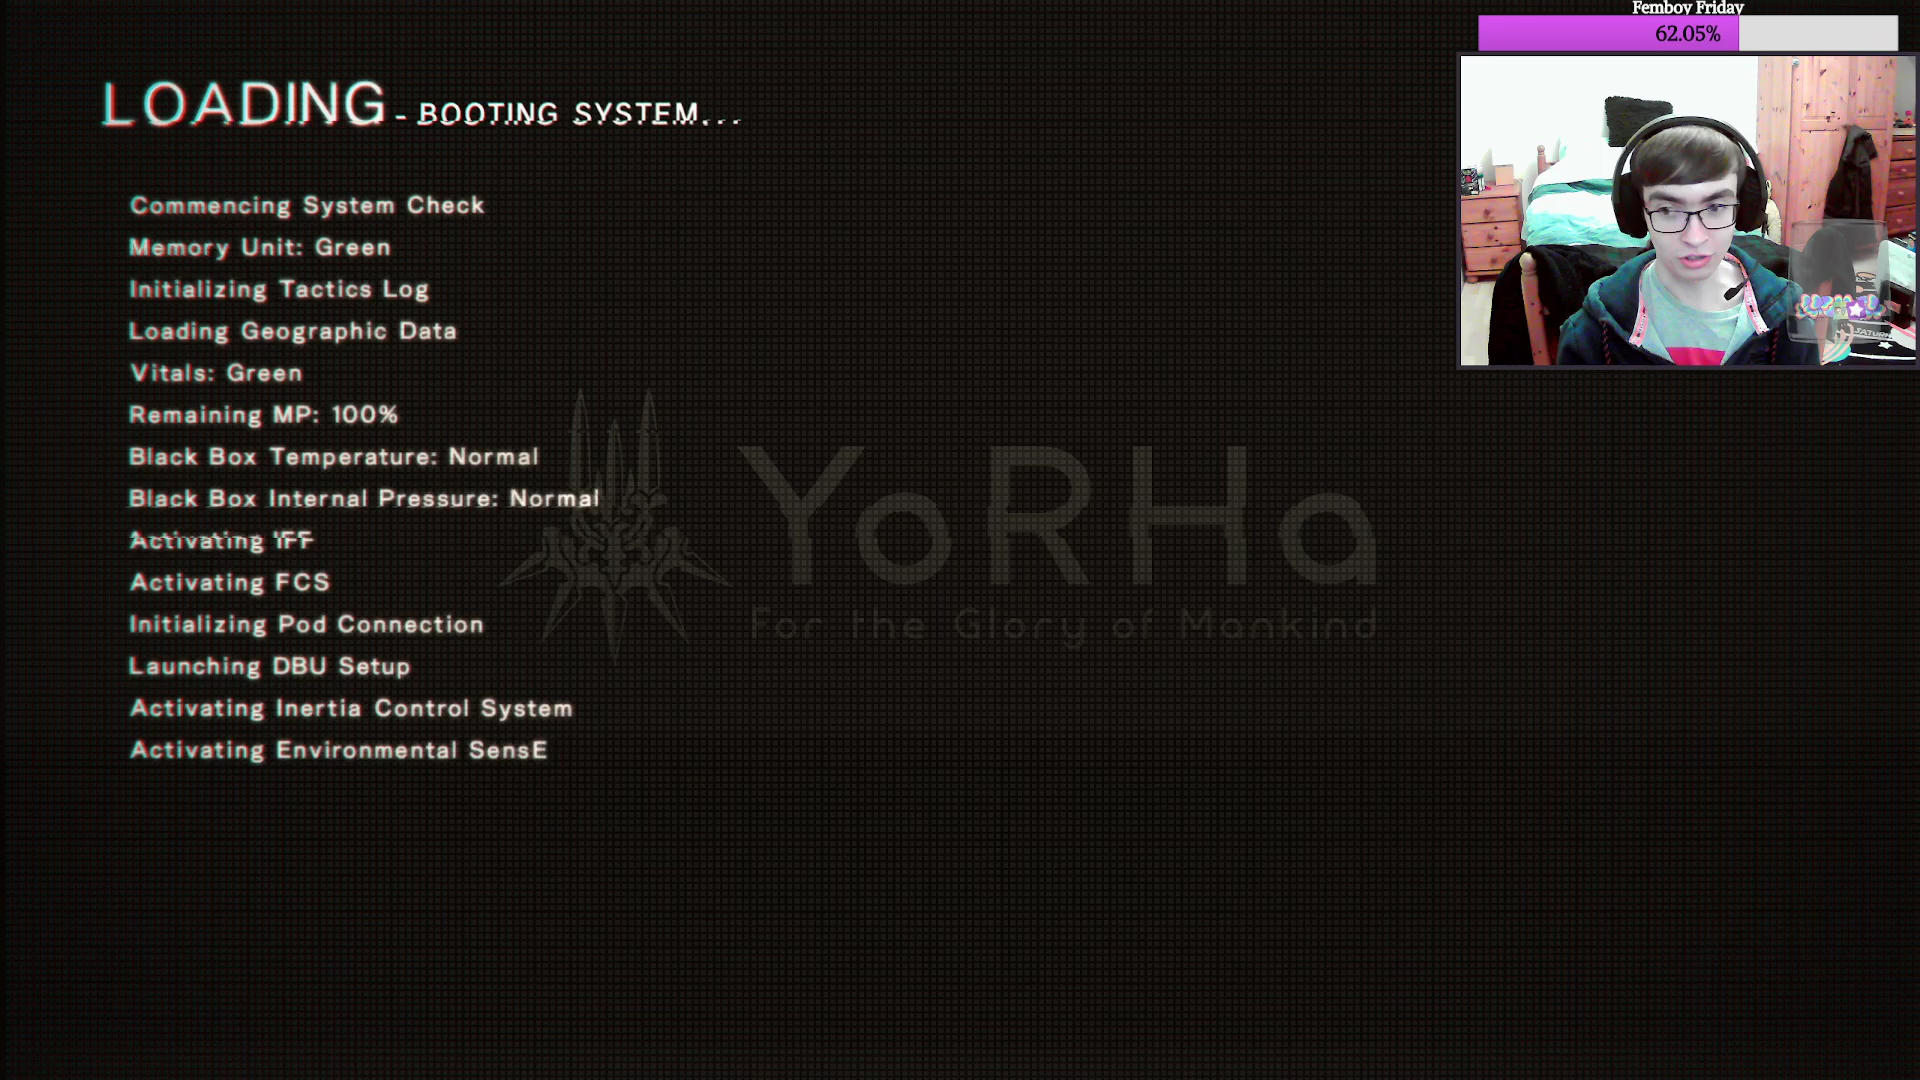 Femboy Friday
62.05%
LOADING - BOOTING SYSTEM...
Commencing System Check
Memory Unit: Green
Initializing Tactics Log
Loading Geographic Data
Vitals: Green
Remaining MP: 100%
Black Box Temperature: Normal
Black Box Internal Pressure: Normal
Activating IFF
Activating FCS
Initializing Pod Connection
Launching DBU Setup
Activating Inertia Control System
Activating Environmental SensE
YoRHa
For the Glory of Mankind
SATURN